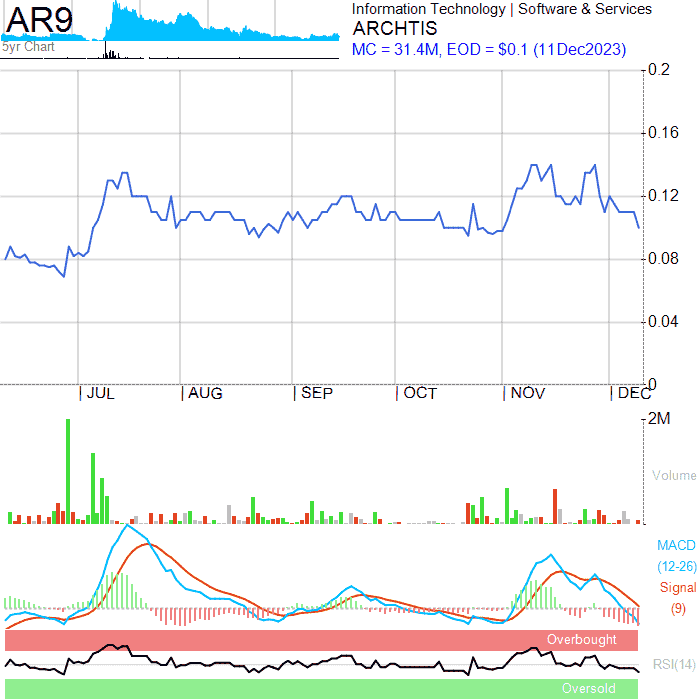 AR9
5yr Chart
Information Technology | Software & Services
ARCHTIS
MC = 31.4M, EOD = $0.1 (11Dec2023)
0.2
0.16
0.12
0.08
0.04
0
| JUL | AUG | SEP | OCT | NOV | DEC
2M
Volume
MACD
(12-26)
Signal
(9)
Overbought
RSI(14)
Oversold